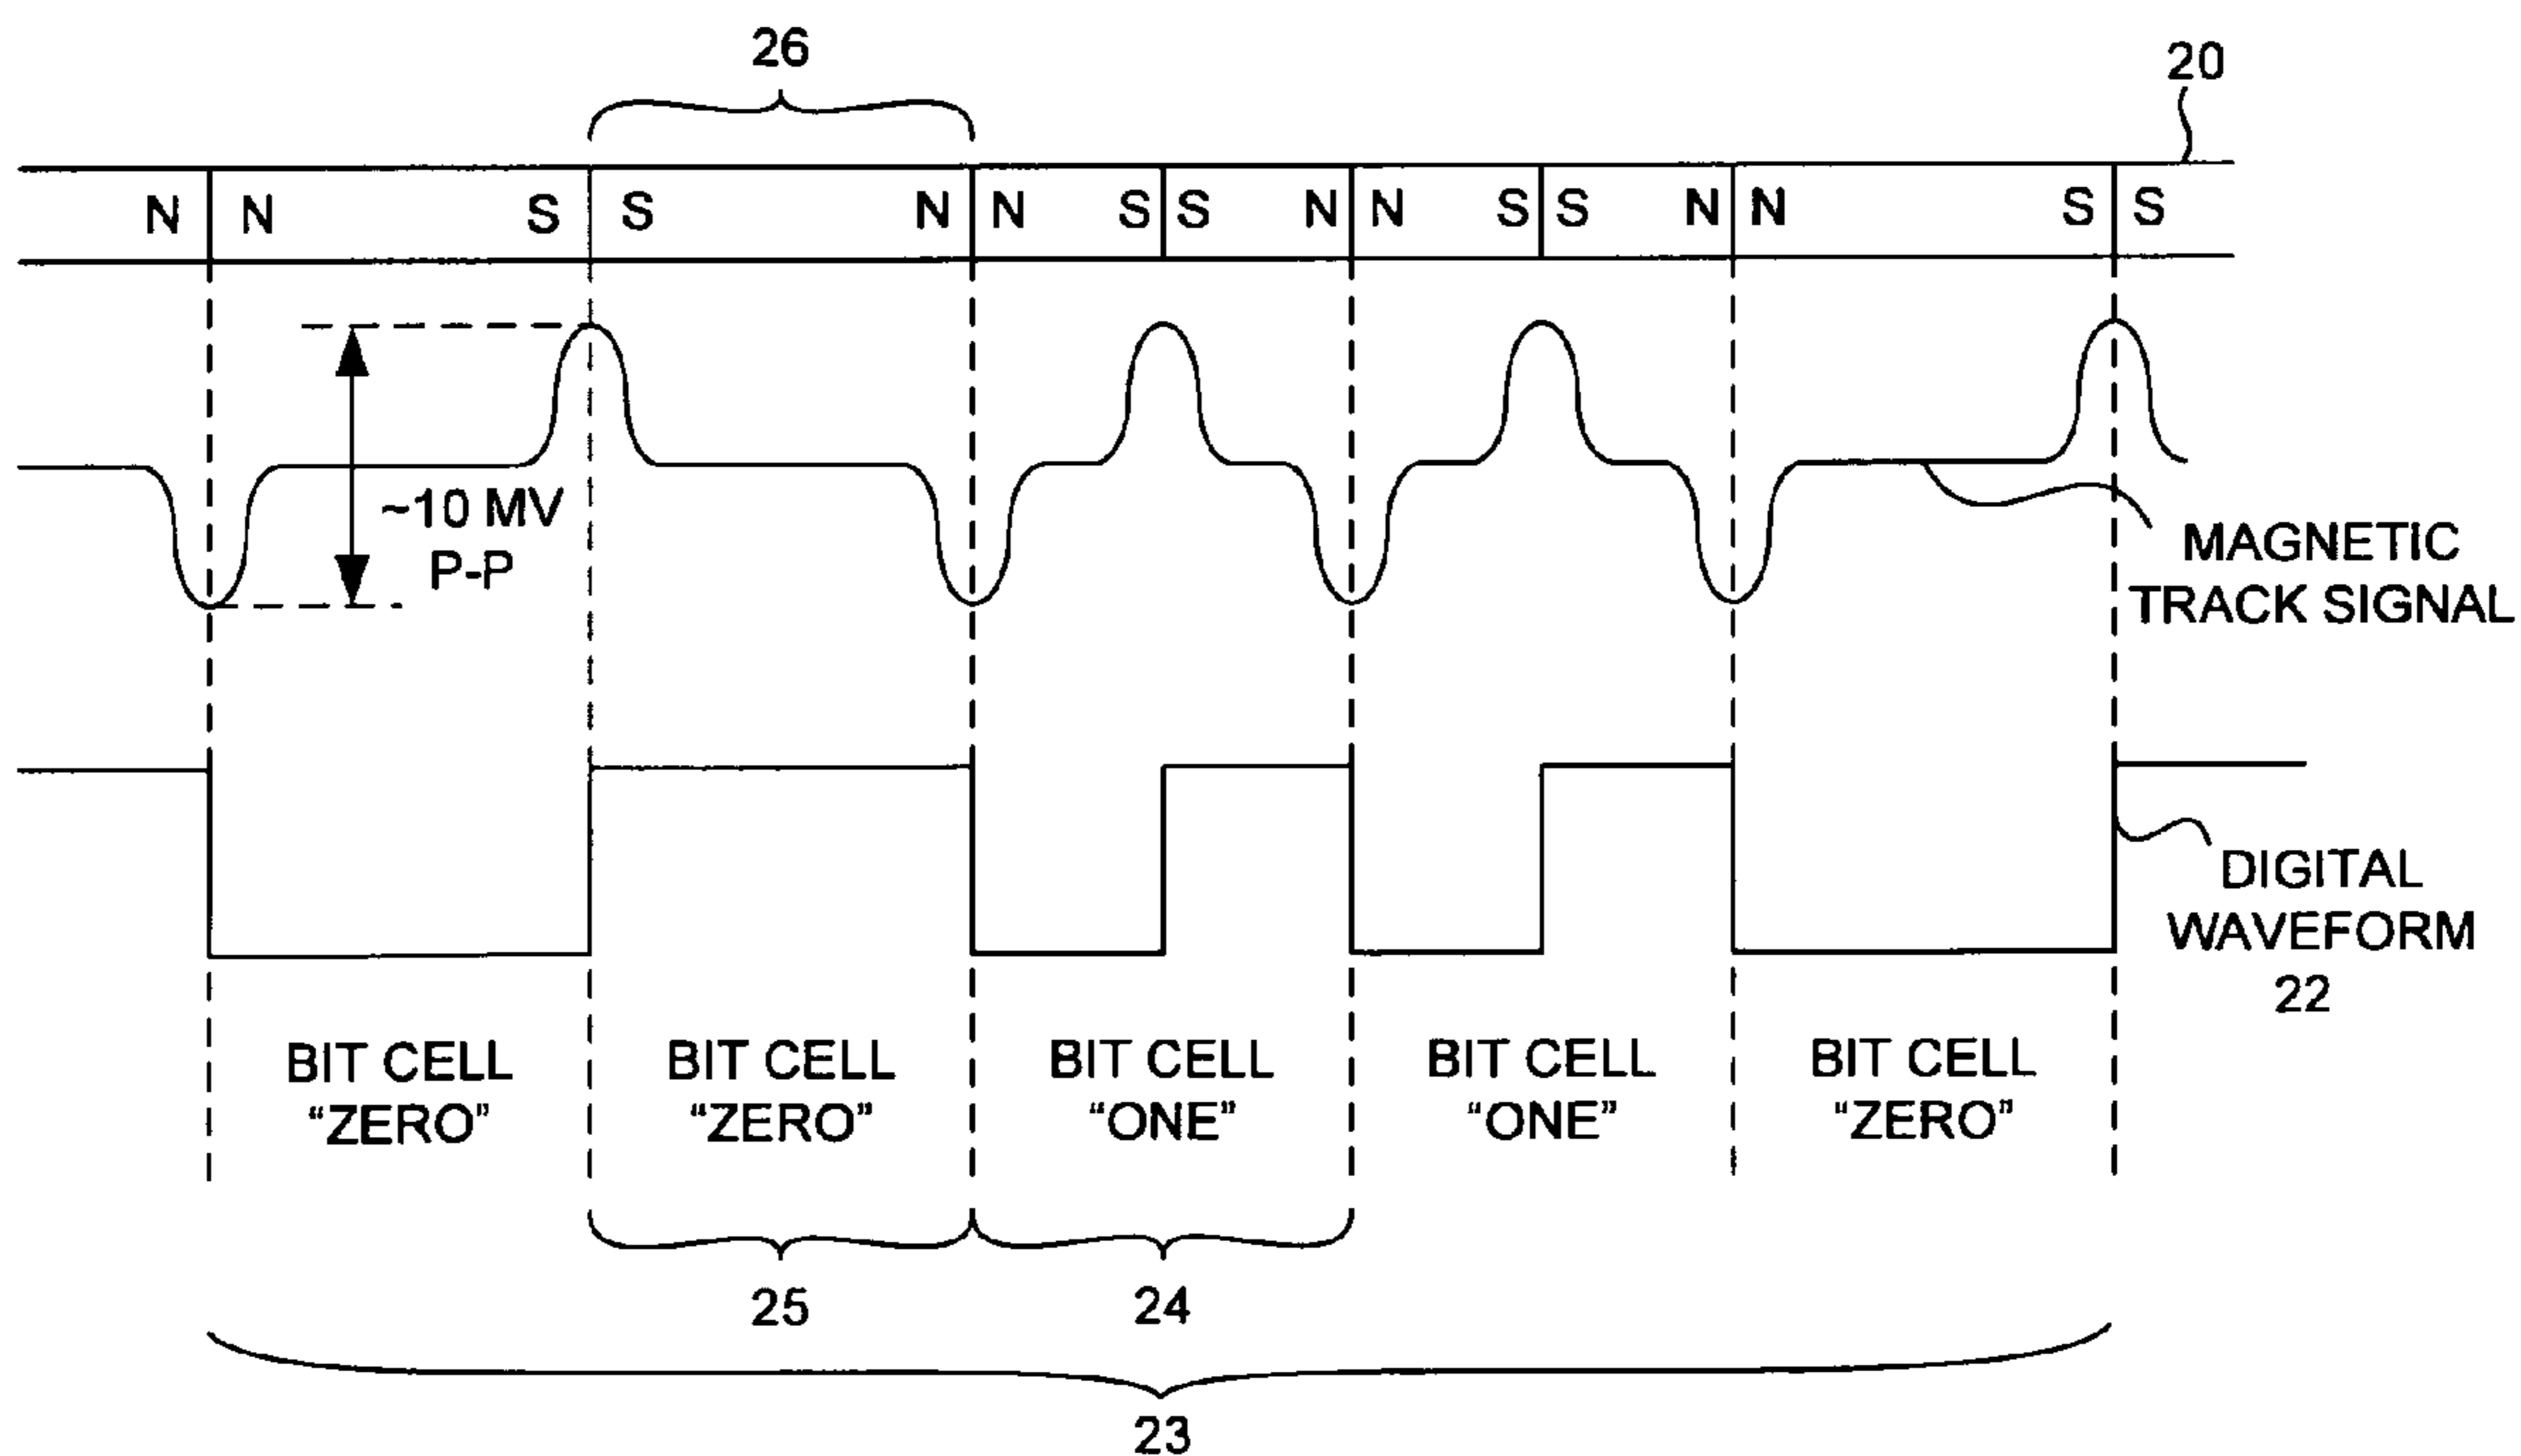 26
20
N N S S N N S S N N S S N N S S
~10 MV
P-P
MAGNETIC
TRACK SIGNAL
DIGITAL
WAVEFORM
22
BIT CELL
“ZERO”
BIT CELL
“ZERO”
BIT CELL
“ONE”
BIT CELL
“ONE”
BIT CELL
“ZERO”
25
24
23